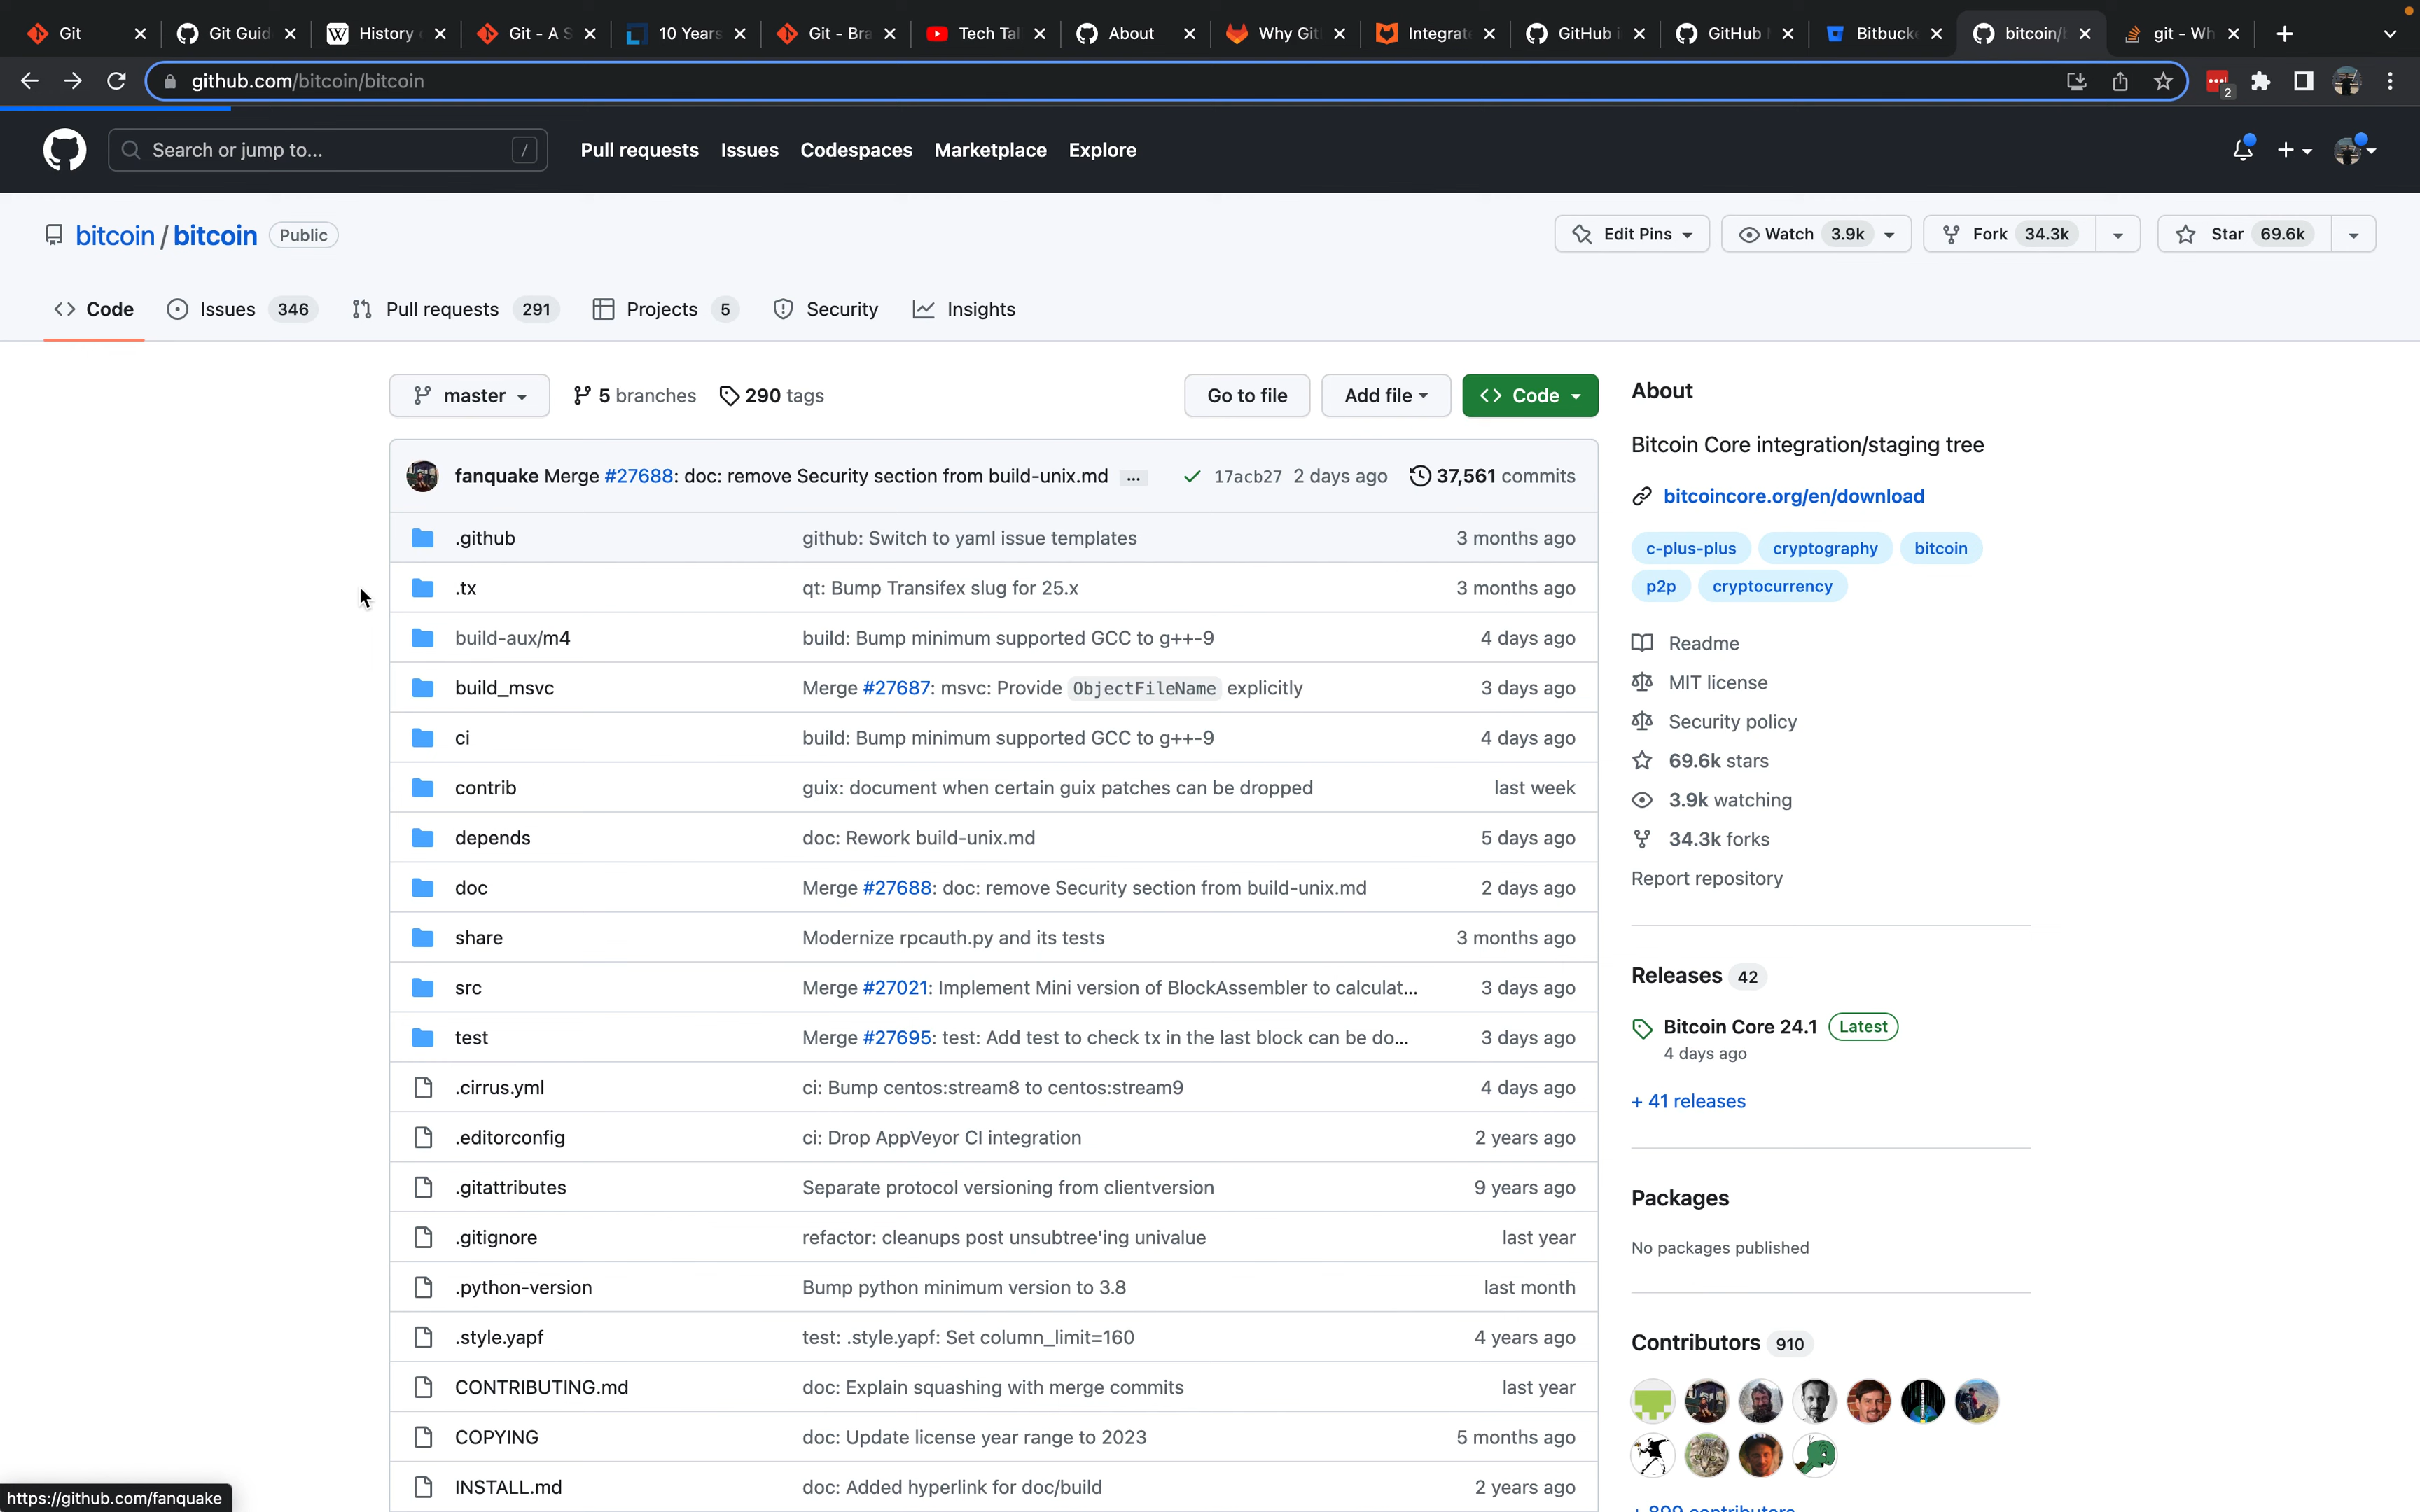 Git
Git Guid
History
Git - A S
10 Years
Git - Bra
Tech Tal
About
Why Git
Integrat
GitHub i
GitHub
Bitbuck
bitcoin/
git - Wh
github.com/bitcoin/bitcoin
2
Search or jump to...
/
Pull requests
Issues
Codespaces
Marketplace
Explore
bitcoin / bitcoin Public
Edit Pins
Watch 3.9k
Fork 34.3k
Star 69.6k
Code
Issues 346
Pull requests 291
Projects 5
Security
Insights
master
5 branches
290 tags
Go to file
Add file
Code
fanquake Merge #27688: doc: remove Security section from build-unix.md ... 17acb27 2 days ago 37,561 commits
.github github: Switch to yaml issue templates 3 months ago
.tx qt: Bump Transifex slug for 25.x 3 months ago
build-aux/m4 build: Bump minimum supported GCC to g++-9 4 days ago
build_msvc Merge #27687: msvc: Provide ObjectFileName explicitly 3 days ago
ci build: Bump minimum supported GCC to g++-9 4 days ago
contrib guix: document when certain guix patches can be dropped last week
depends doc: Rework build-unix.md 5 days ago
doc Merge #27688: doc: remove Security section from build-unix.md 2 days ago
share Modernize rpcauth.py and its tests 3 months ago
src Merge #27021: Implement Mini version of BlockAssembler to calculat... 3 days ago
test Merge #27695: test: Add test to check tx in the last block can be do... 3 days ago
.cirrus.yml ci: Bump centos:stream8 to centos:stream9 4 days ago
.editorconfig ci: Drop AppVeyor CI integration 2 years ago
.gitattributes Separate protocol versioning from clientversion 9 years ago
.gitignore refactor: cleanups post unsubtree'ing univalue last year
.python-version Bump python minimum version to 3.8 last month
.style.yapf test: .style.yapf: Set column_limit=160 4 years ago
CONTRIBUTING.md doc: Explain squashing with merge commits last year
COPYING doc: Update license year range to 2023 5 months ago
INSTALL.md doc: Added hyperlink for doc/build 2 years ago
About
Bitcoin Core integration/staging tree
bitcoincore.org/en/download
c-plus-plus cryptography bitcoin
p2p cryptocurrency
Readme
MIT license
Security policy
69.6k stars
3.9k watching
34.3k forks
Report repository
Releases 42
Bitcoin Core 24.1 Latest
4 days ago
+ 41 releases
Packages
No packages published
Contributors 910
+ 899 contributors
https://github.com/fanquake